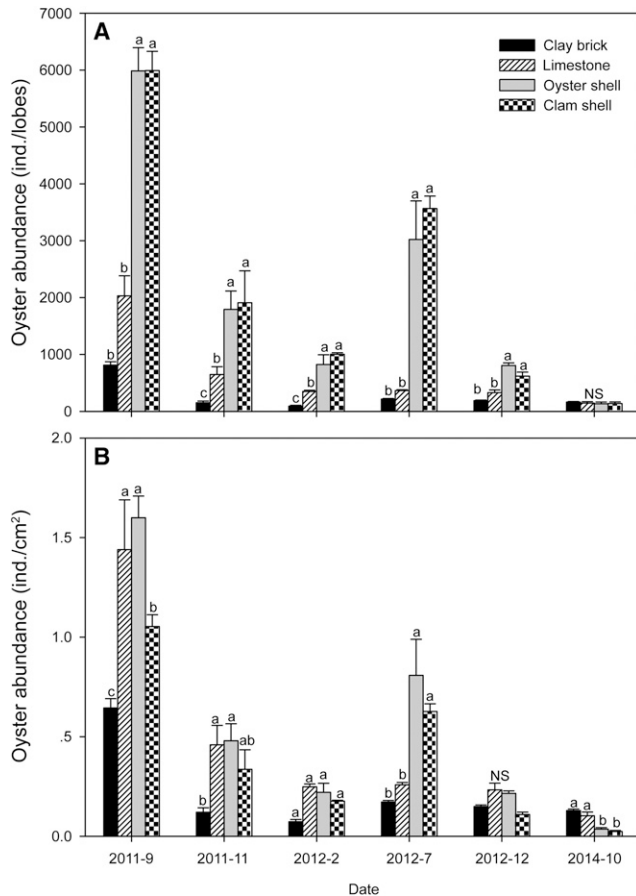 A
Clay brick
Limestone
Oyster shell
Clam shell
Oyster abundance (ind./lobes)
7000
6000
5000
4000
3000
2000
1000
0
b b a a
c b a a
c b a a
b b a a
b b a a
NS
B
Oyster abundance (ind./cm²)
2.0
1.5
1.0
.5
0.0
c a a b
b a a ab
a a a a
b b a a
NS
a a b b
2011-9 2011-11 2012-2 2012-7 2012-12 2014-10
Date